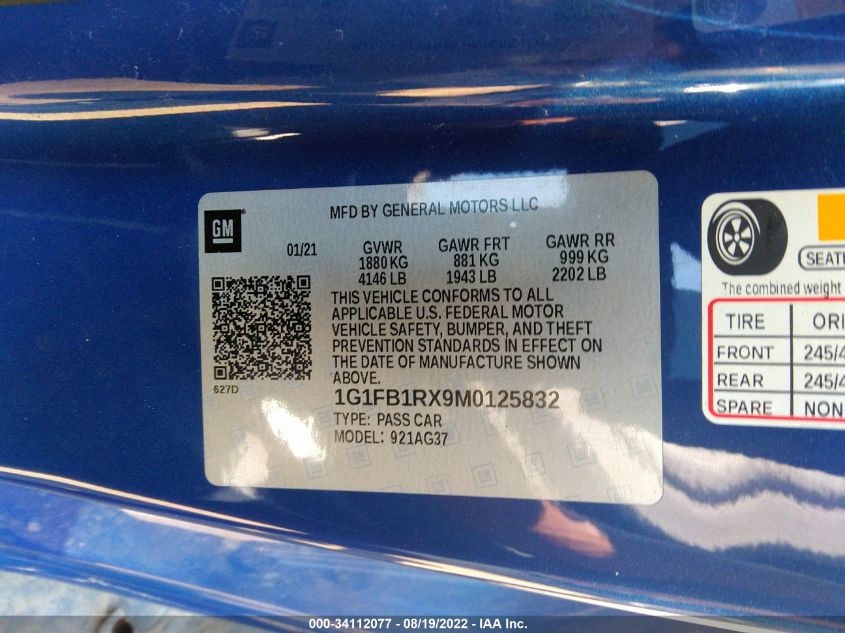 GM
MFD BY GENERAL MOTORS LLC
01/21
GVWR GAWR FRT GAWR RR
1880 KG 881 KG 999 KG
4146 LB 1943 LB 2202 LB
THIS VEHICLE CONFORMS TO ALL
APPLICABLE U.S. FEDERAL MOTOR
VEHICLE SAFETY, BUMPER, AND THEFT
PREVENTION STANDARDS IN EFFECT ON
THE DATE OF MANUFACTURE SHOWN
ABOVE.
627D
1G1FB1RX9M0125832
TYPE: PASS CAR
MODEL: 921AG37
SEATI
The combined weight
TIRE ORI
FRONT 245/4
REAR 245/4
SPARE NON
000-34112077 - 08/19/2022 - IAA Inc.